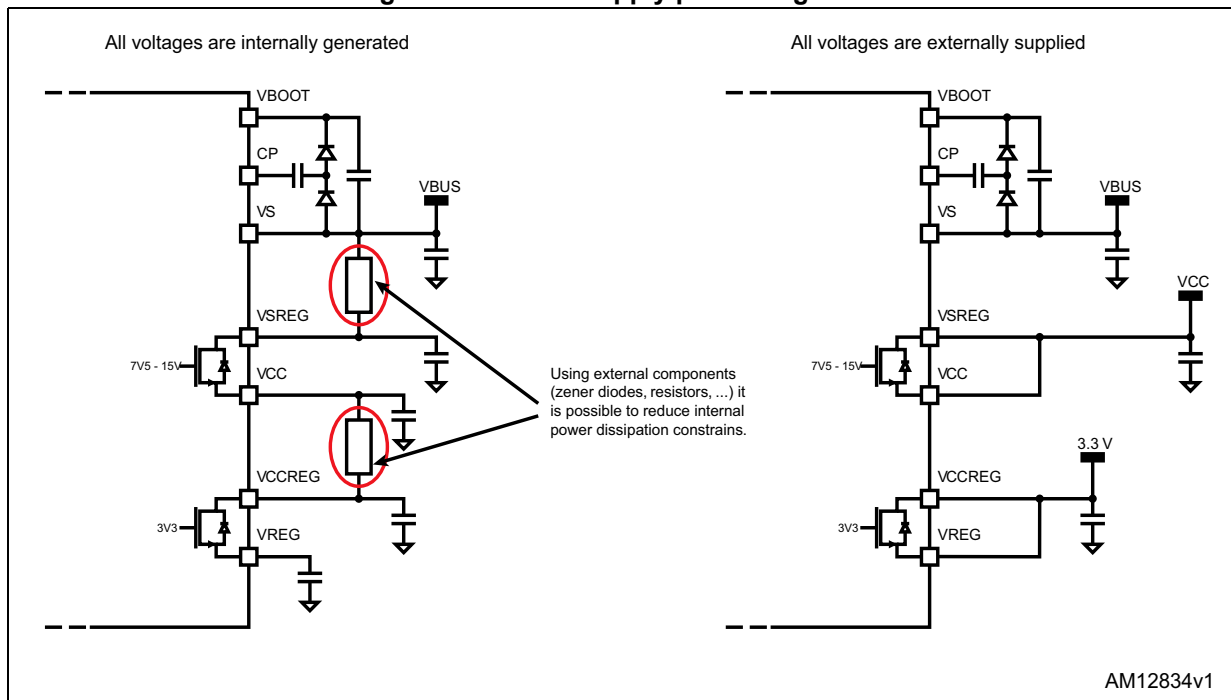 All voltages are internally generated
VBOOT
CP
VBUS
VS
VSREG
7V5 - 15V
VCC
VCCREG
3V3
VREG
Using external components
(zener diodes, resistors, ...) it
is possible to reduce internal
power dissipation constrains.
All voltages are externally supplied
VBOOT
CP
VBUS
VS
VCC
VSREG
7V5 - 15V
VCC
3.3 V
VCCREG
3V3
VREG
AM12834v1